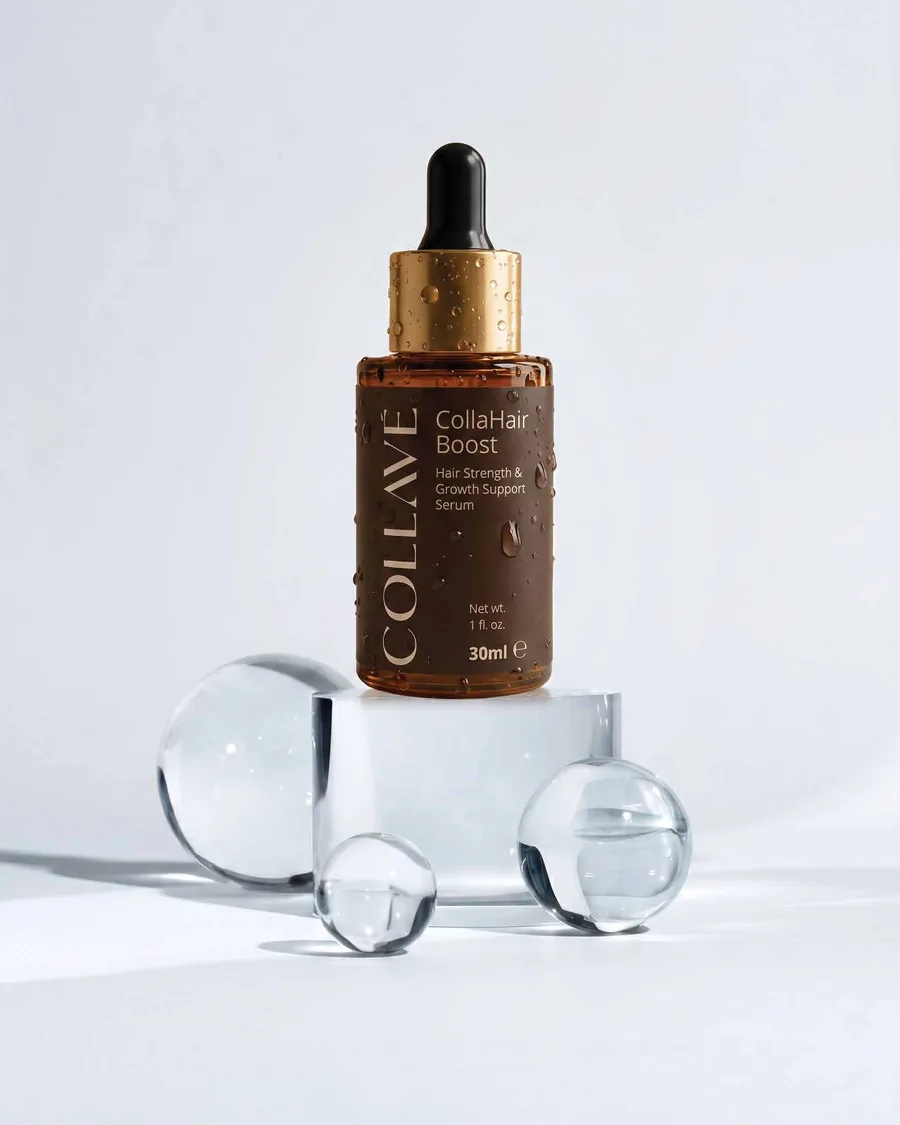 COLLAVÉ
CollaHair
Boost
Hair Strength &
Growth Support
Serum
Net wt.
1 fl. oz.
30ml ℮